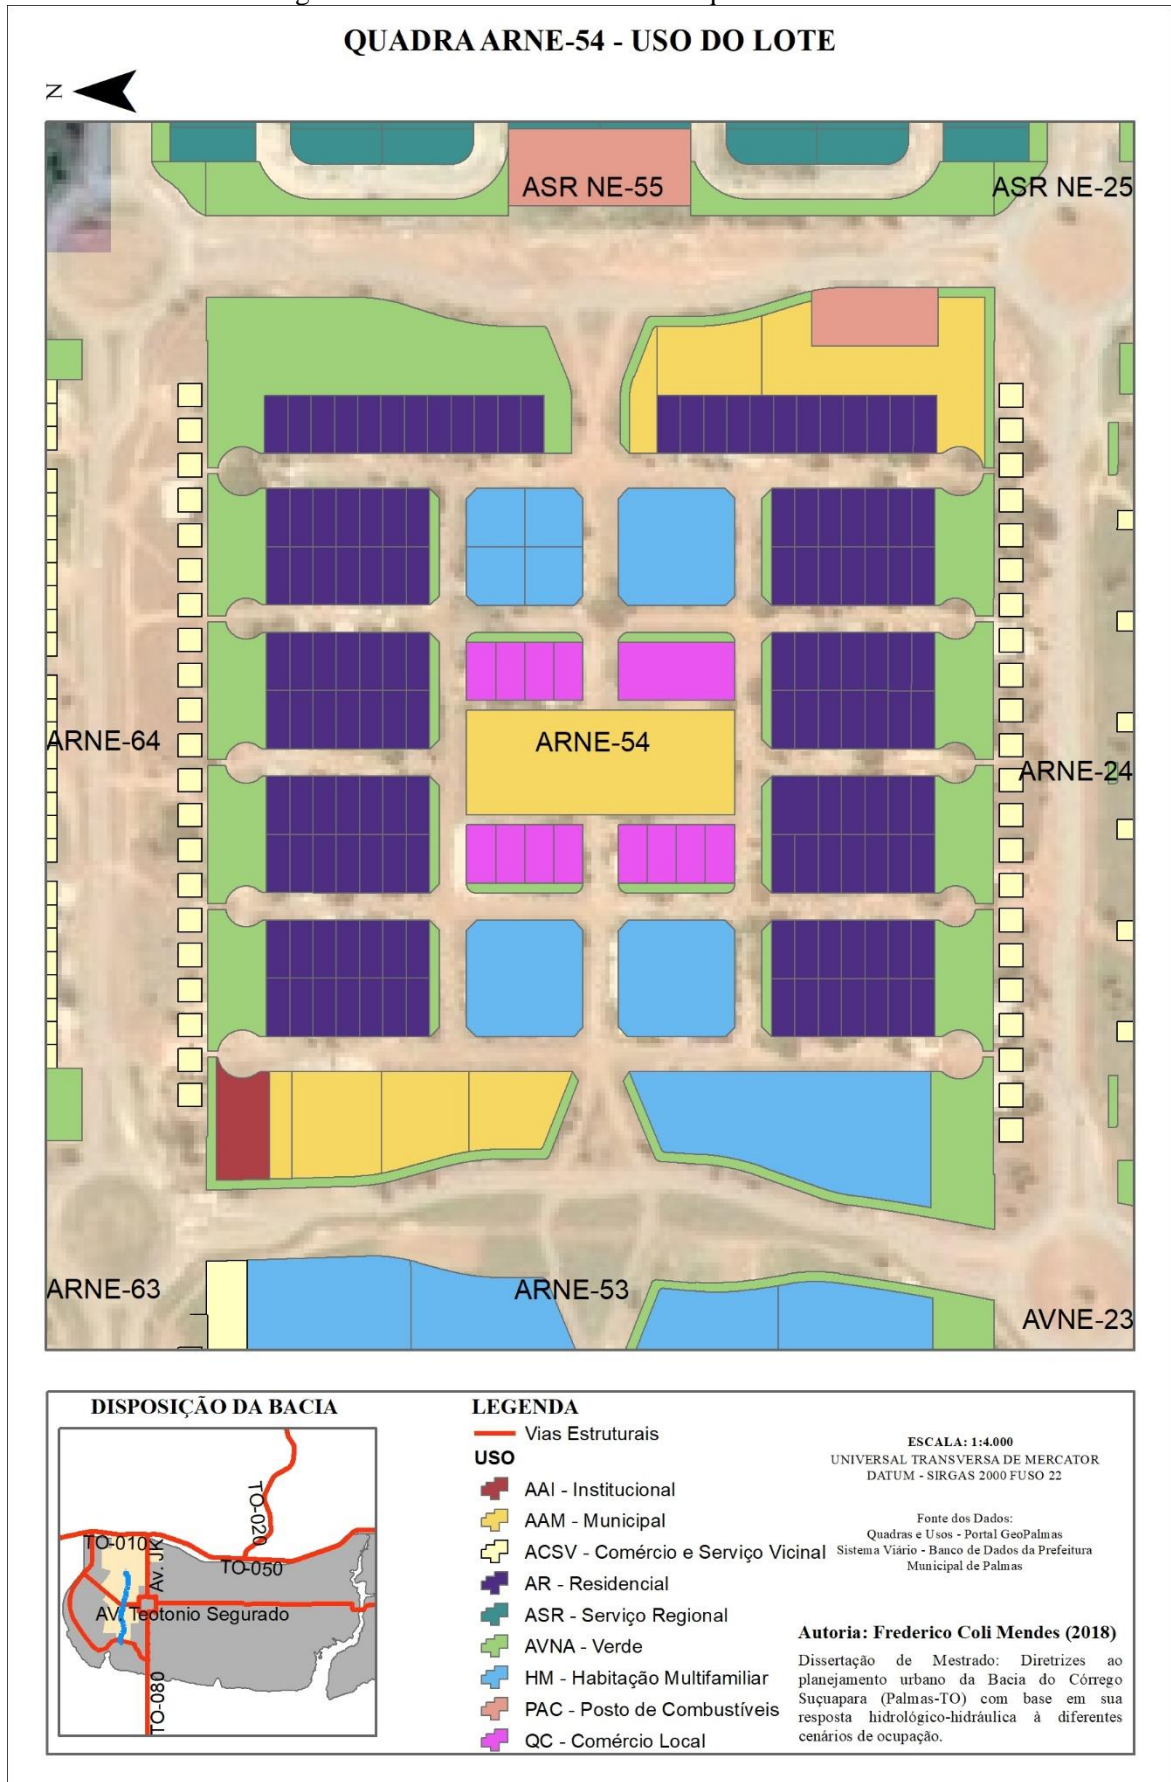 QUADRA ARNE-54 - USO DO LOTE
N
ASR NE-55
ASR NE-25
ARNE-64
ARNE-54
ARNE-24
ARNE-63
ARNE-53
AVNE-23
DISPOSIÇÃO DA BACIA
TO-020
TO-010
Av. JK
TO-050
AV. Teotonio Segurado
TO-080
LEGENDA
Vias Estruturais
USO
AAI - Institucional
AAM - Municipal
ACSV - Comércio e Serviço Vicinal
AR - Residencial
ASR - Serviço Regional
AVNA - Verde
HM - Habitação Multifamiliar
PAC - Posto de Combustíveis
QC - Comércio Local
ESCALA: 1:4.000
UNIVERSAL TRANSVERSA DE MERCATOR
DATUM - SIRGAS 2000 FUSO 22
Fonte dos Dados:
Quadras e Usos - Portal GeoPalmas
Sistema Viário - Banco de Dados da Prefeitura
Municipal de Palmas
Autoria: Frederico Coli Mendes (2018)
Dissertação de Mestrado: Diretrizes ao
planejamento urbano da Bacia do Córrego
Suçuapara (Palmas-TO) com base em sua
resposta hidrológico-hidráulica à diferentes
cenários de ocupação.